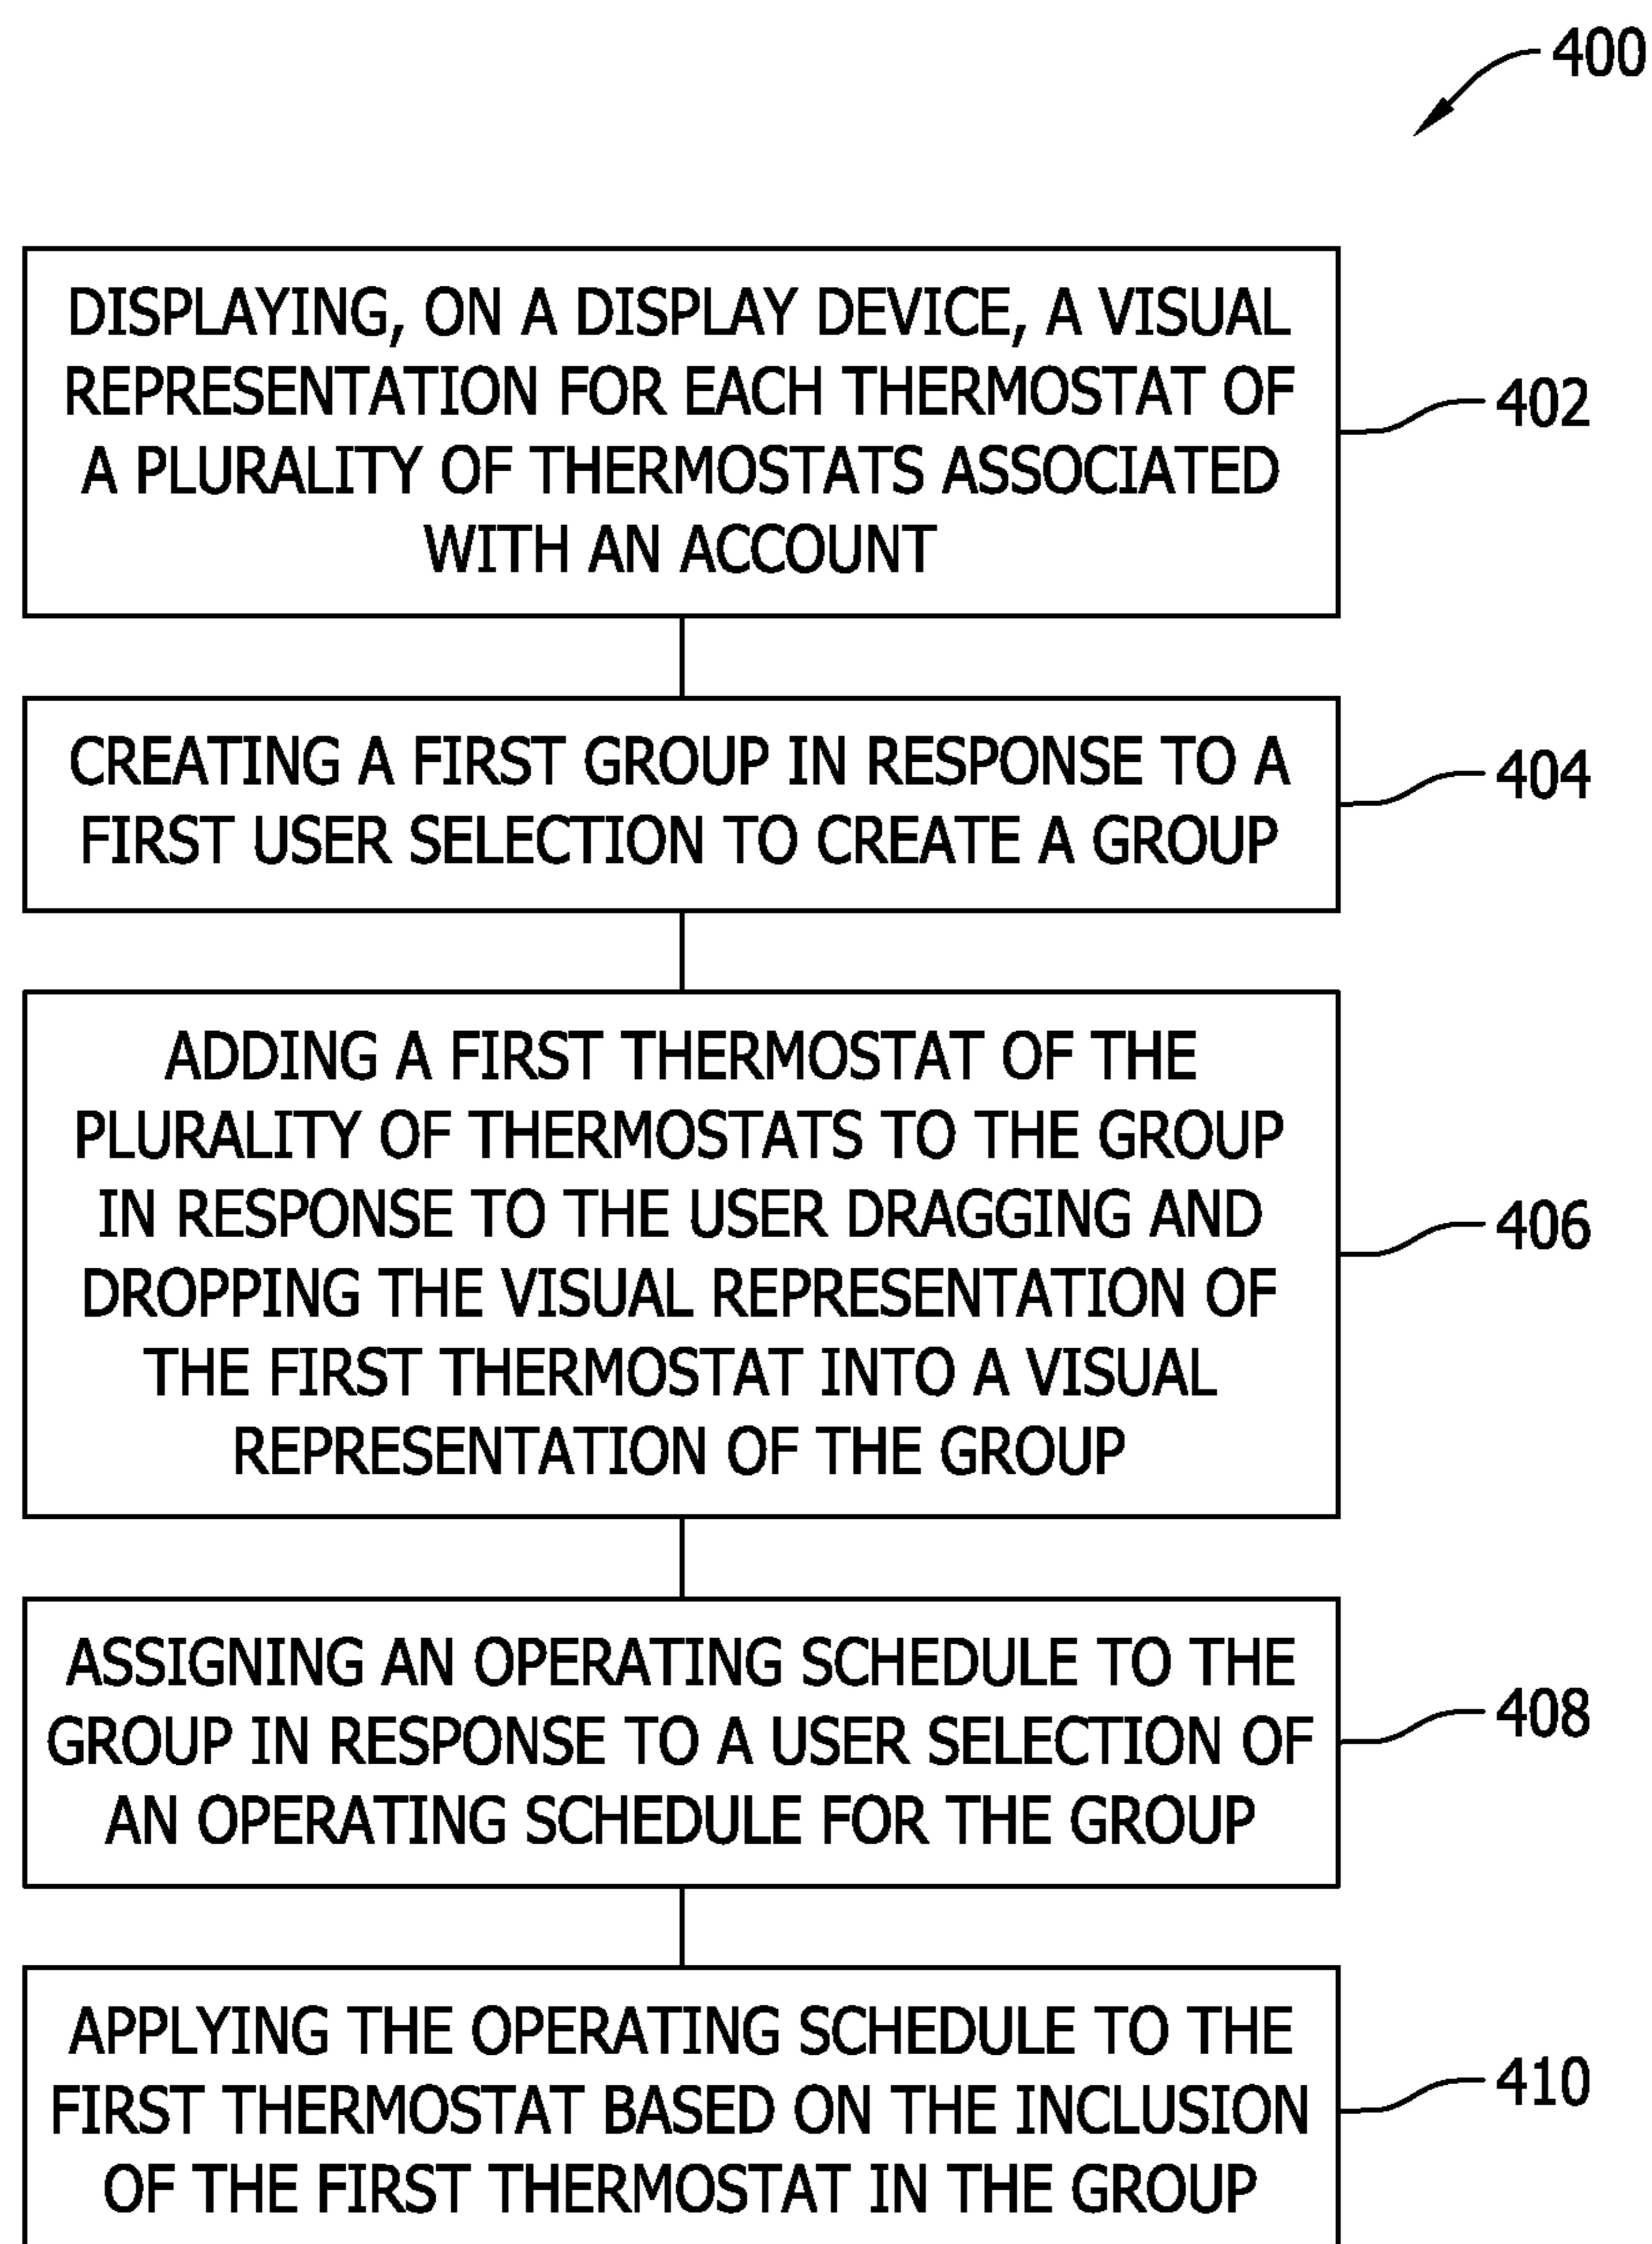 400
DISPLAYING, ON A DISPLAY DEVICE, A VISUAL
REPRESENTATION FOR EACH THERMOSTAT OF
A PLURALITY OF THERMOSTATS ASSOCIATED
WITH AN ACCOUNT
402
CREATING A FIRST GROUP IN RESPONSE TO A
FIRST USER SELECTION TO CREATE A GROUP
404
ADDING A FIRST THERMOSTAT OF THE
PLURALITY OF THERMOSTATS TO THE GROUP
IN RESPONSE TO THE USER DRAGGING AND
DROPPING THE VISUAL REPRESENTATION OF
THE FIRST THERMOSTAT INTO A VISUAL
REPRESENTATION OF THE GROUP
406
ASSIGNING AN OPERATING SCHEDULE TO THE
GROUP IN RESPONSE TO A USER SELECTION OF
AN OPERATING SCHEDULE FOR THE GROUP
408
APPLYING THE OPERATING SCHEDULE TO THE
FIRST THERMOSTAT BASED ON THE INCLUSION
OF THE FIRST THERMOSTAT IN THE GROUP
410